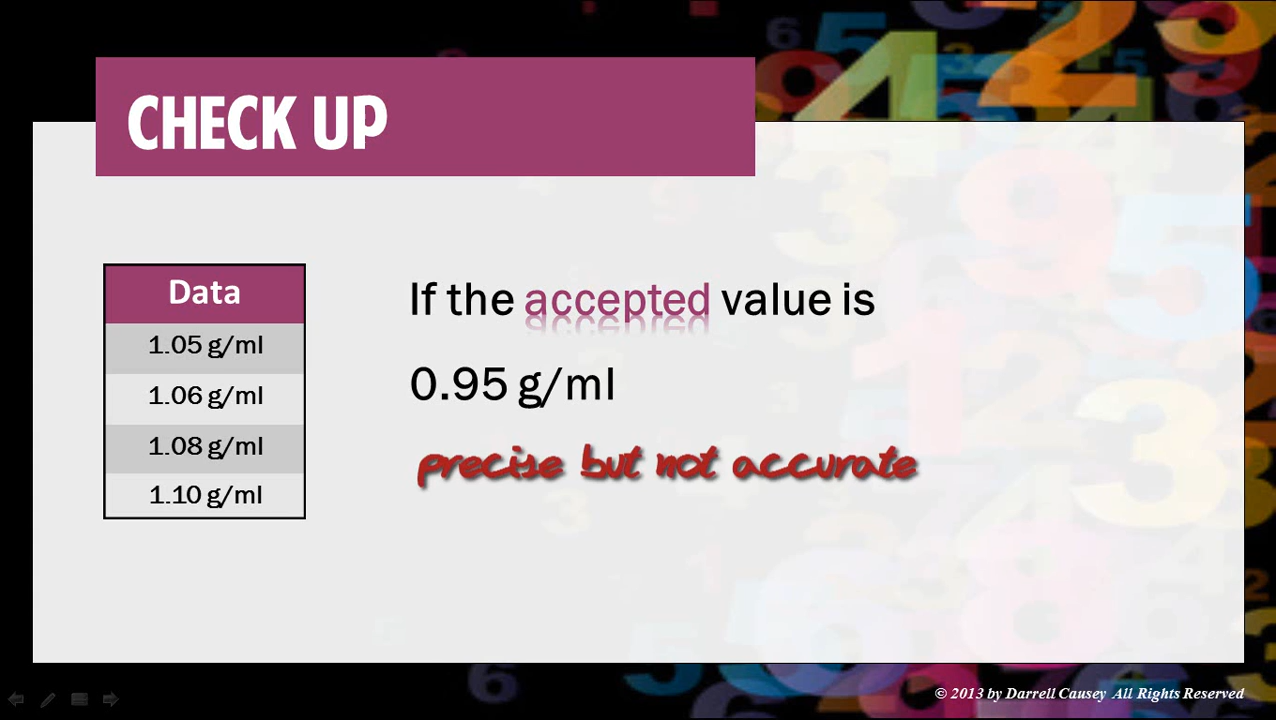 CHECK UP
Data
1.05 g/ml
1.06 g/ml
1.08 g/ml
1.10 g/ml
If the accepted value is
0.95 g/ml
precise but not accurate
© 2013 by Darrell Causey All Rights Reserved